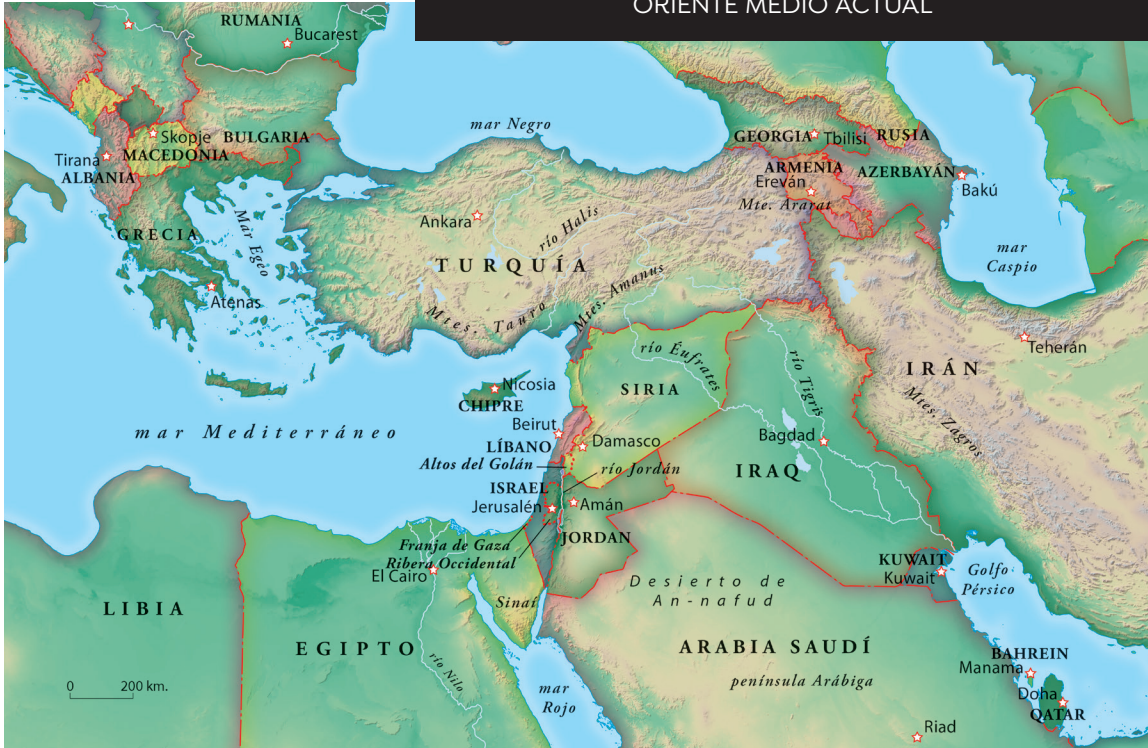 ORIENTE MEDIO ACTUAL
RUMANIA
Bucarest
mar Negro
GEORGIA
Tbilisi
RUSIA
Skopje
BULGARIA
MACEDONIA
Tirana
ALBANIA
ARMENIA
Ereván
AZERBAYÁN
Bakú
Mte. Ararat
Ankara
río Halis
GRECIA
Mar Egeo
mar
Caspio
TURQUÍA
Mtes. Amanus
Atenas
Mtes. Tauro
Teherán
río Éufrates
río Tigris
IRÁN
Nicosia
SIRIA
CHIPRE
Mtes. Zagros
Beirut
mar Mediterráneo
Damasco
Bagdad
LÍBANO
Altos del Golán
río Jordán
IRAQ
ISRAEL
Jerusalén
Amán
Franja de Gaza
JORDAN
Ribera Occidental
KUWAIT
El Cairo
Kuwait
Golfo
Pérsico
Desierto de
An-nafud
Sinaí
LIBIA
EGIPTO
ARABIA SAUDÍ
BAHREIN
Manama
río Nilo
península Arábiga
0 200 km.
mar
Rojo
Doha
QATAR
Riad